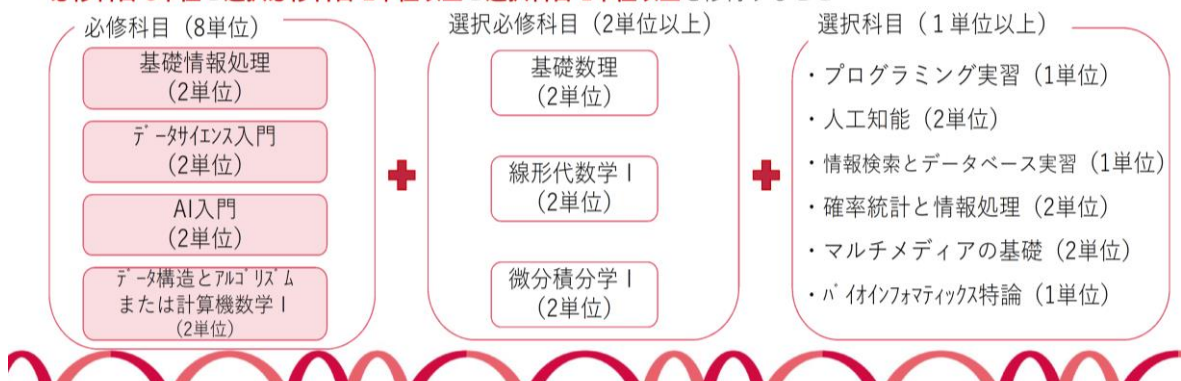 必修科目（8単位）
基礎情報処理
（2単位）
ﾃﾞｰﾀｻｲｴﾝｽ入門
（2単位）
AI入門
（2単位）
ﾃﾞｰﾀ構造とｱﾙｺﾞﾘｽﾞﾑ
または計算機数学Ⅰ
（2単位）
選択必修科目（2単位以上）
基礎数理
（2単位）
線形代数学Ⅰ
（2単位）
微分積分学Ⅰ
（2単位）
選択科目（１単位以上）
・プログラミング実習（1単位）
・人工知能（2単位）
・情報検索とデータベース実習（1単位）
・確率統計と情報処理（2単位）
・マルチメディアの基礎（2単位）
・ﾊﾞｲｵｲﾝﾌｫﾏﾃｨｯｸｽ特論（1単位）